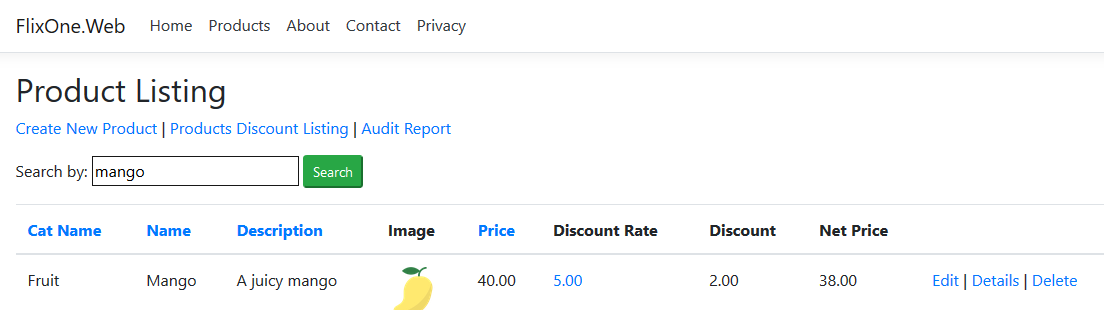 FlixOne.Web Home Products About Contact Privacy
Product Listing
Create New Product | Products Discount Listing | Audit Report
Search by: mango Search
Cat Name Name Description Image Price Discount Rate Discount Net Price
Fruit Mango A juicy mango 40.00 5.00 2.00 38.00 Edit | Details | Delete